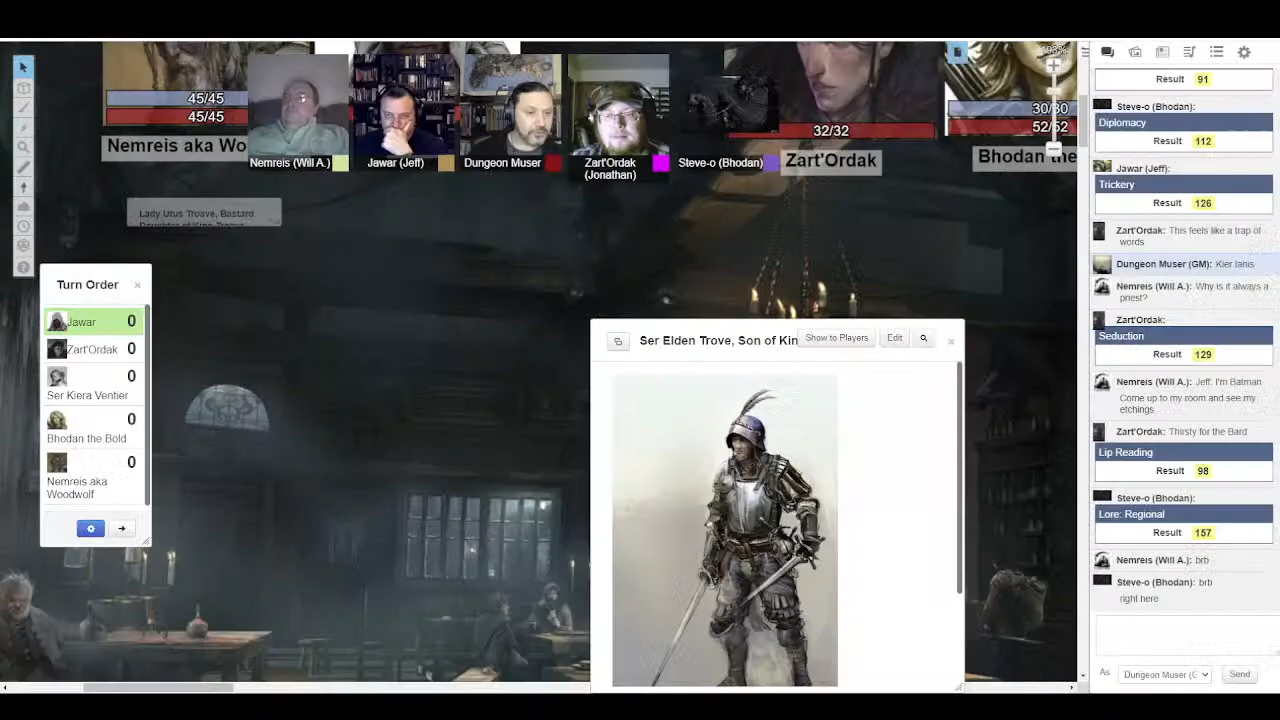 45/45
45/45
Nemreis aka Wo
Nemreis (Will A.)
Jawar (Jeff)
Dungeon Muser
Zart'Ordak
(Jonathan)
Steve-o (Bhodan)
32/32
Zart'Ordak
30/30
52/52
Bhodan the
Lady Utus Troave, Bastard
Turn Order
×
Jawar 0
Zart'Ordak 0
0
Ser Kiera Ventier
0
Bhodan the Bold
0
Nemreis aka
Woodwolf
Ser Elden Trove, Son of Kin
Show to Players
Edit
×
Result 91
Steve-o (Bhodan):
Diplomacy
Result 112
Jawar (Jeff):
Trickery
Result 126
Zart'Ordak: This feels like a trap of
words
Dungeon Muser (GM): Kier Ianis
Nemreis (Will A.): Why is it always a
priest?
Zart'Ordak:
Seduction
Result 129
Nemreis (Will A.): Jeff: I'm Batman
Come up to my room and see my
etchings
Zart'Ordak: Thirsty for the Bard
Lip Reading
Result 98
Steve-o (Bhodan):
Lore: Regional
Result 157
Nemreis (Will A.): brb
Steve-o (Bhodan): brb
right here
As
Dungeon Muser (G
Send